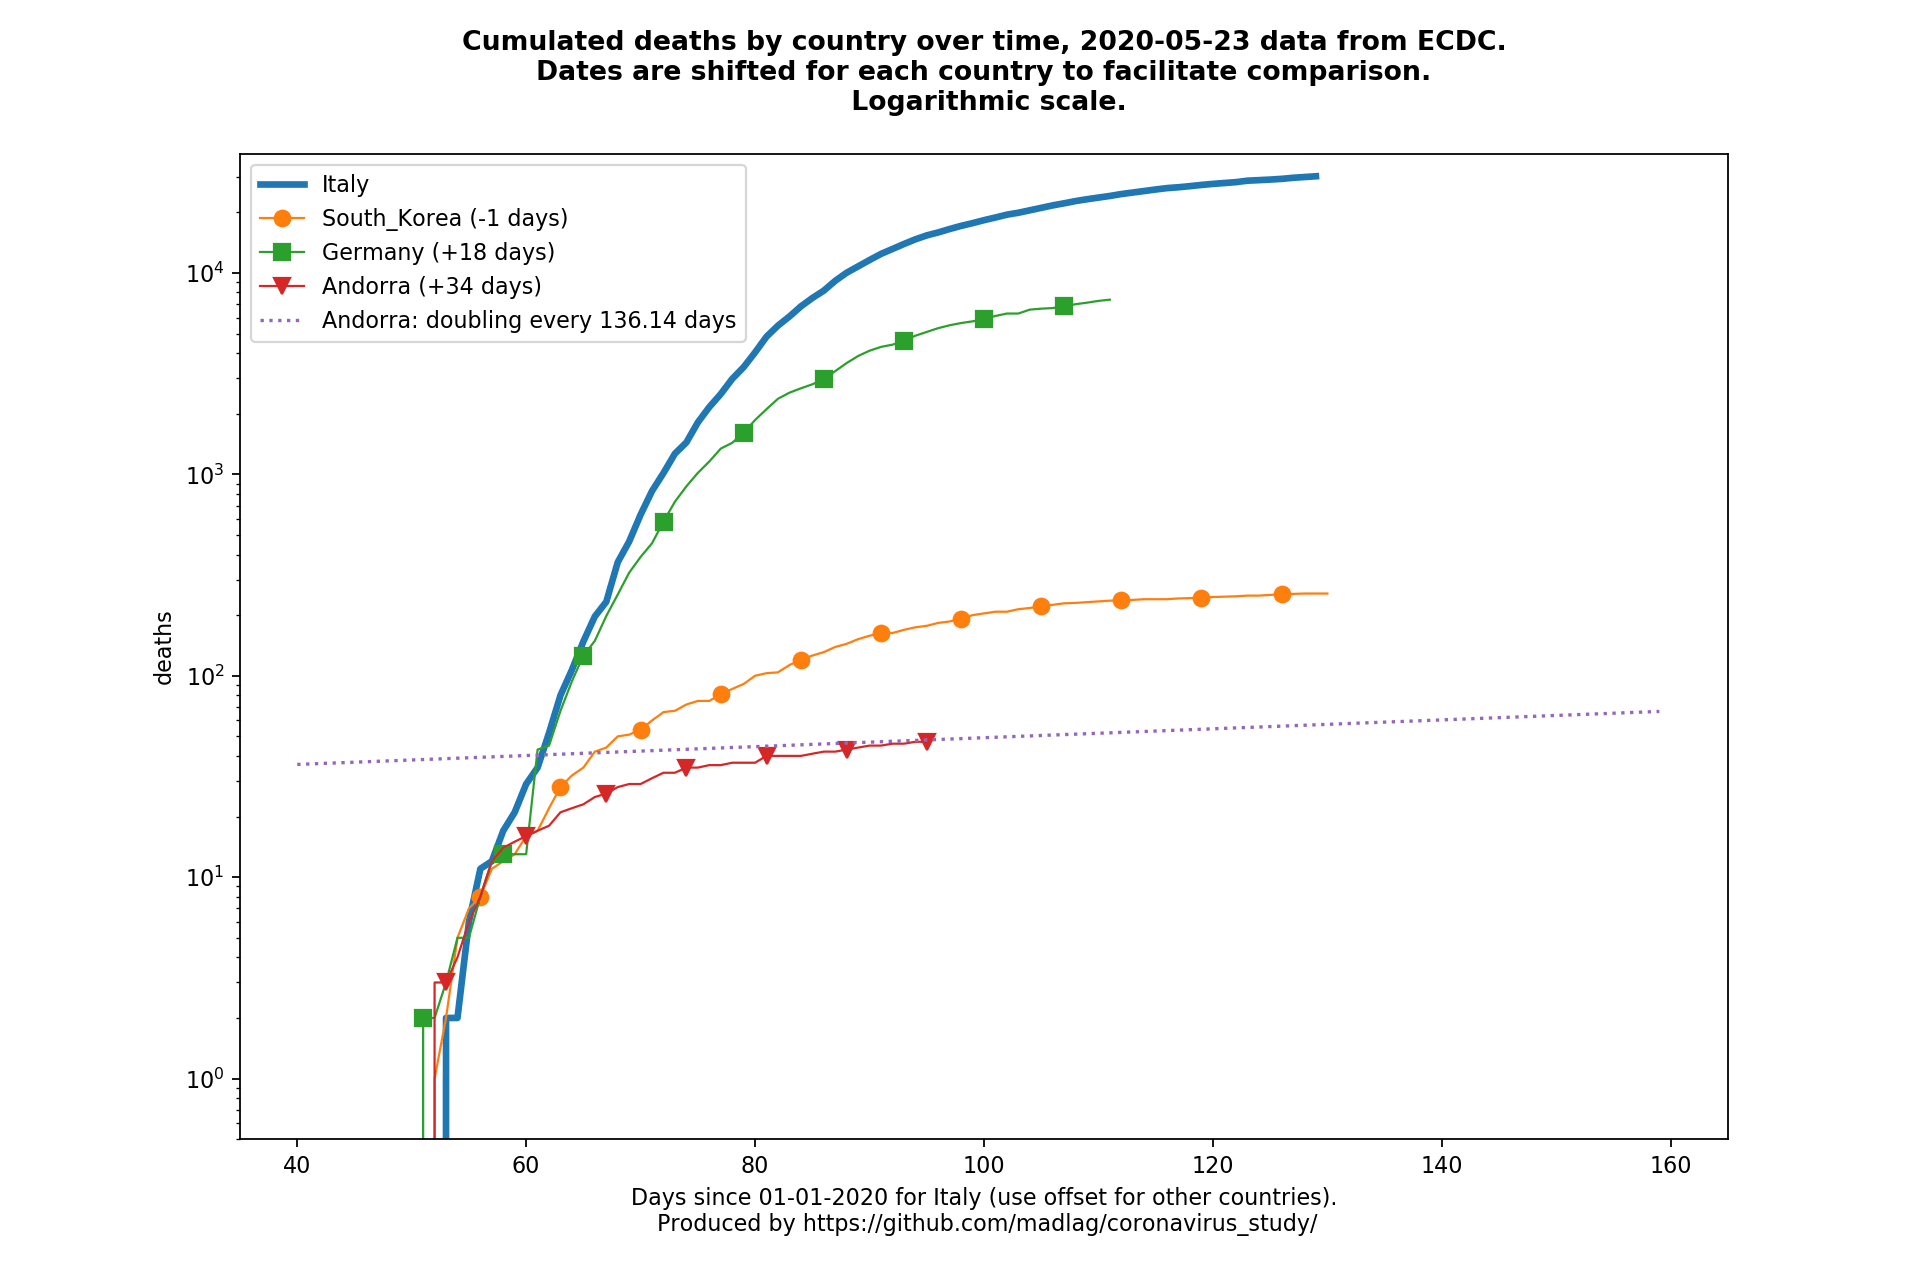 Cumulated deaths by country over time, 2020-05-23 data from ECDC.
Dates are shifted for each country to facilitate comparison.
Logarithmic scale.
Italy
South_Korea (-1 days)
Germany (+18 days)
Andorra (+34 days)
Andorra: doubling every 136.14 days
deaths
10⁴
10³
10²
10¹
10⁰
40 60 80 100 120 140 160
Days since 01-01-2020 for Italy (use offset for other countries).
Produced by https://github.com/madlag/coronavirus_study/